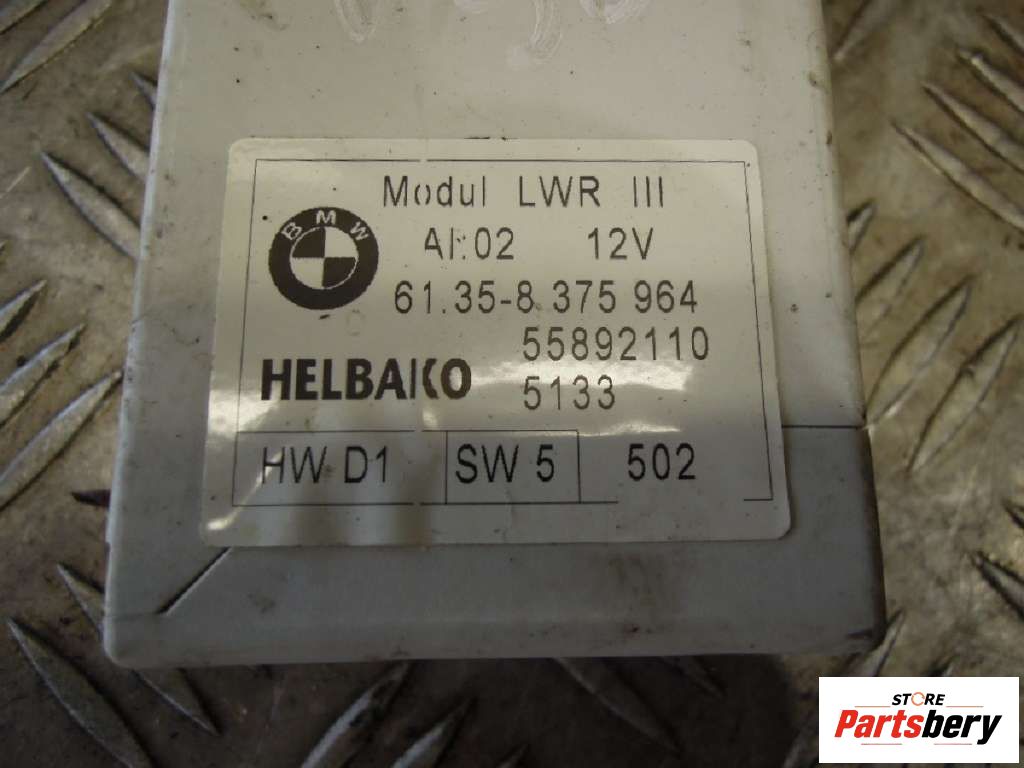 Modul LWR III
BMW
AI:02 12V
61.35-8 375 964
55892110
HELBAKO
5133
HW D1 SW 5 502
STORE
Partsbery